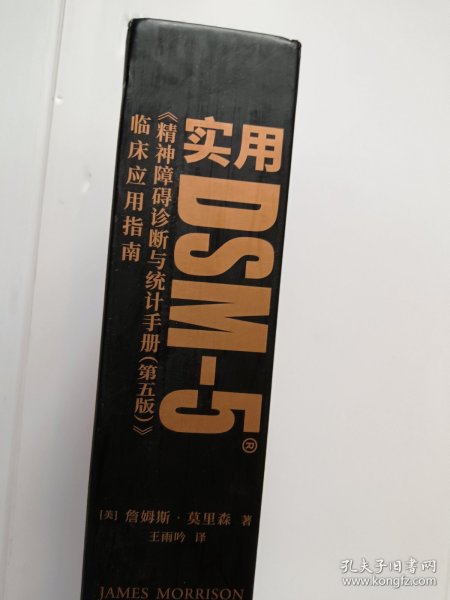 实用
DSM-5®
《精神障碍诊断与统计手册(第五版)》
临床应用指南
[美] 詹姆斯·莫里森 著
王雨吟 译
JAMES MORRISON
孔夫子旧书网
www.kongfz.com